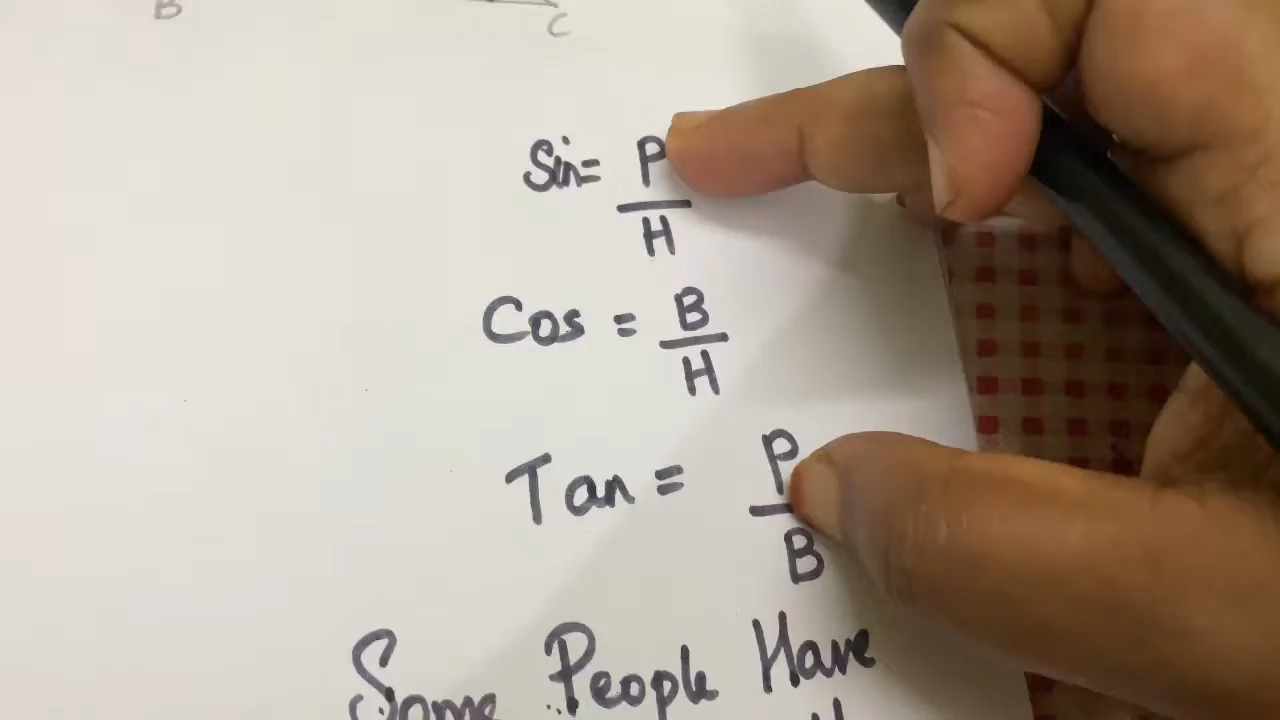 B
C
Sin= P
H
Cos = B
H
Tan = P
B
Some People Have